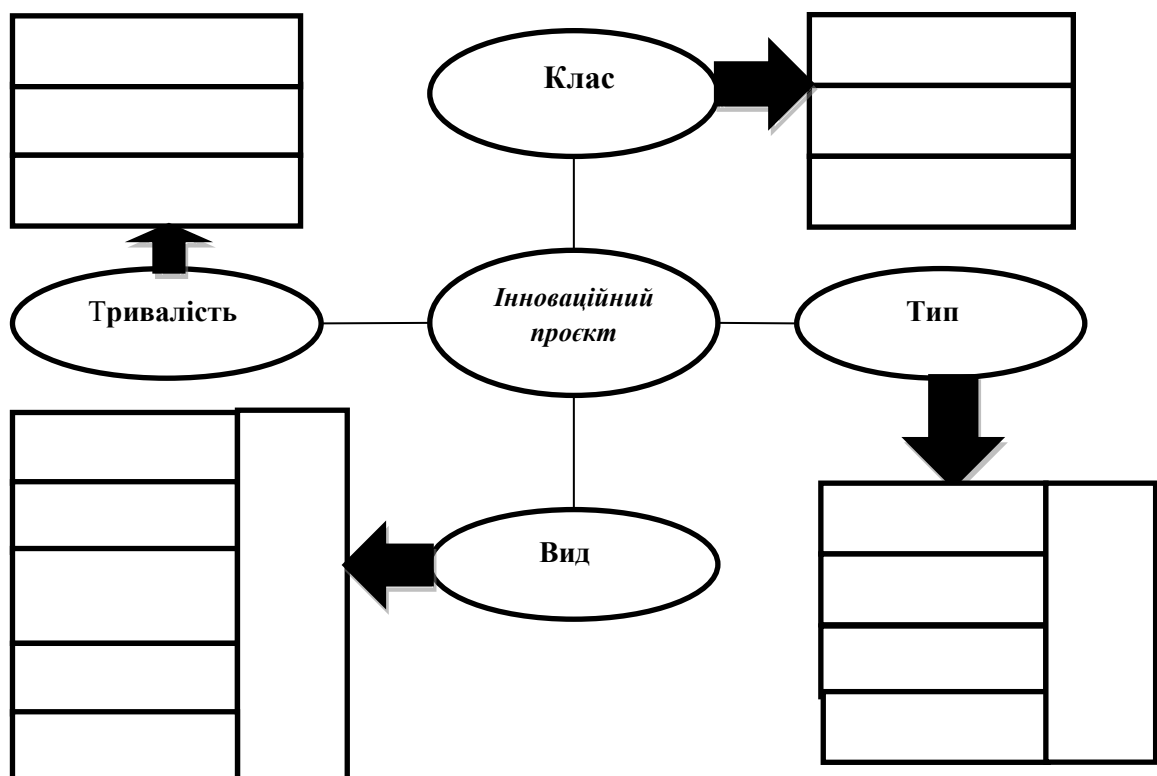 Клас
Тривалість
Інноваційний
проєкт
Тип
Вид